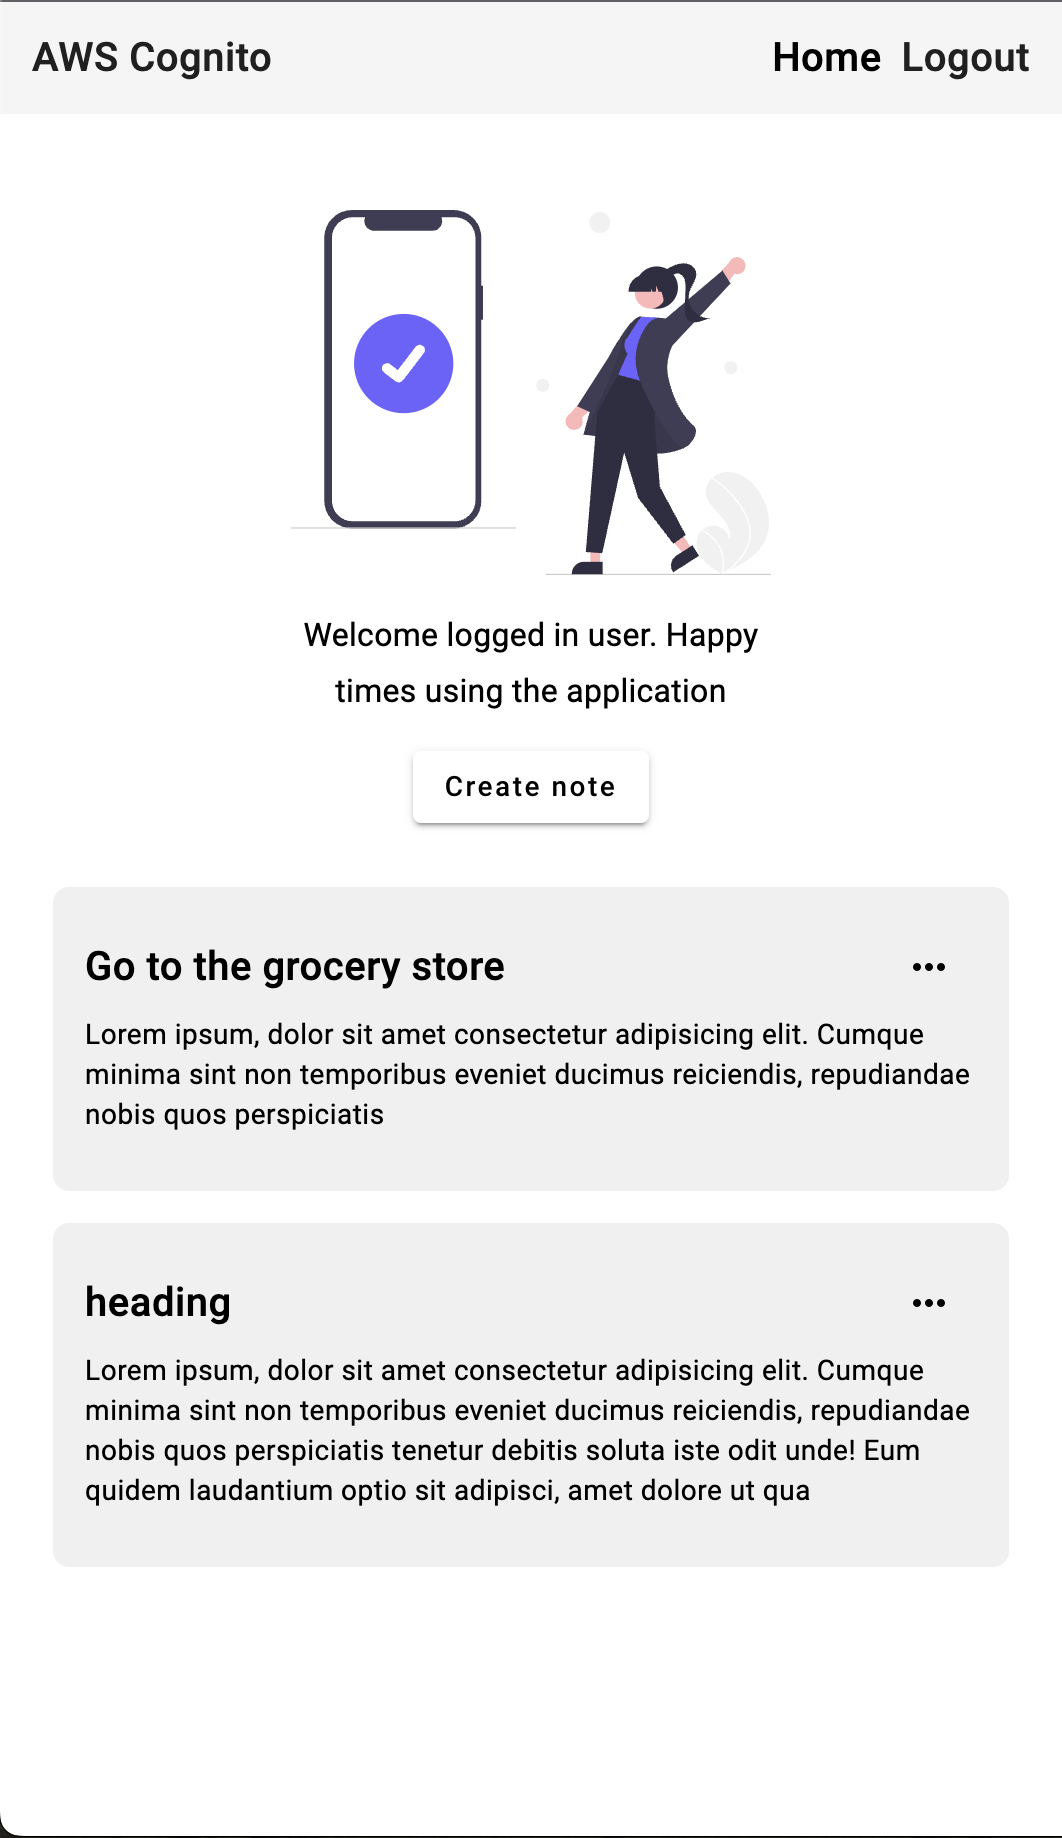 AWS Cognito Home Logout
Welcome logged in user. Happy
times using the application
Create note
Go to the grocery store
Lorem ipsum, dolor sit amet consectetur adipisicing elit. Cumque
minima sint non temporibus eveniet ducimus reiciendis, repudiandae
nobis quos perspiciatis
heading
Lorem ipsum, dolor sit amet consectetur adipisicing elit. Cumque
minima sint non temporibus eveniet ducimus reiciendis, repudiandae
nobis quos perspiciatis tenetur debitis soluta iste odit unde! Eum
quidem laudantium optio sit adipisci, amet dolore ut qua